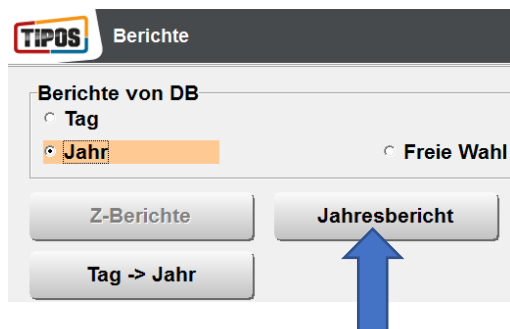 TIPOS Berichte
Berichte von DB
Tag
Jahr Freie Wahl
Z-Berichte Jahresbericht
Tag -> Jahr